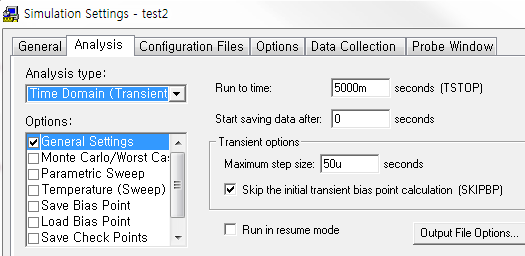 Simulation Settings - test2
General Analysis Configuration Files Options Data Collection Probe Window
Analysis type:
Time Domain (Transient
Options:
General Settings
Monte Carlo/Worst Cas
Parametric Sweep
Temperature (Sweep)
Save Bias Point
Load Bias Point
Save Check Points
Run to time: 5000m seconds (TSTOP)
Start saving data after: 0 seconds
Transient options
Maximum step size: 50u seconds
Skip the initial transient bias point calculation (SKIPBP)
Run in resume mode
Output File Options...